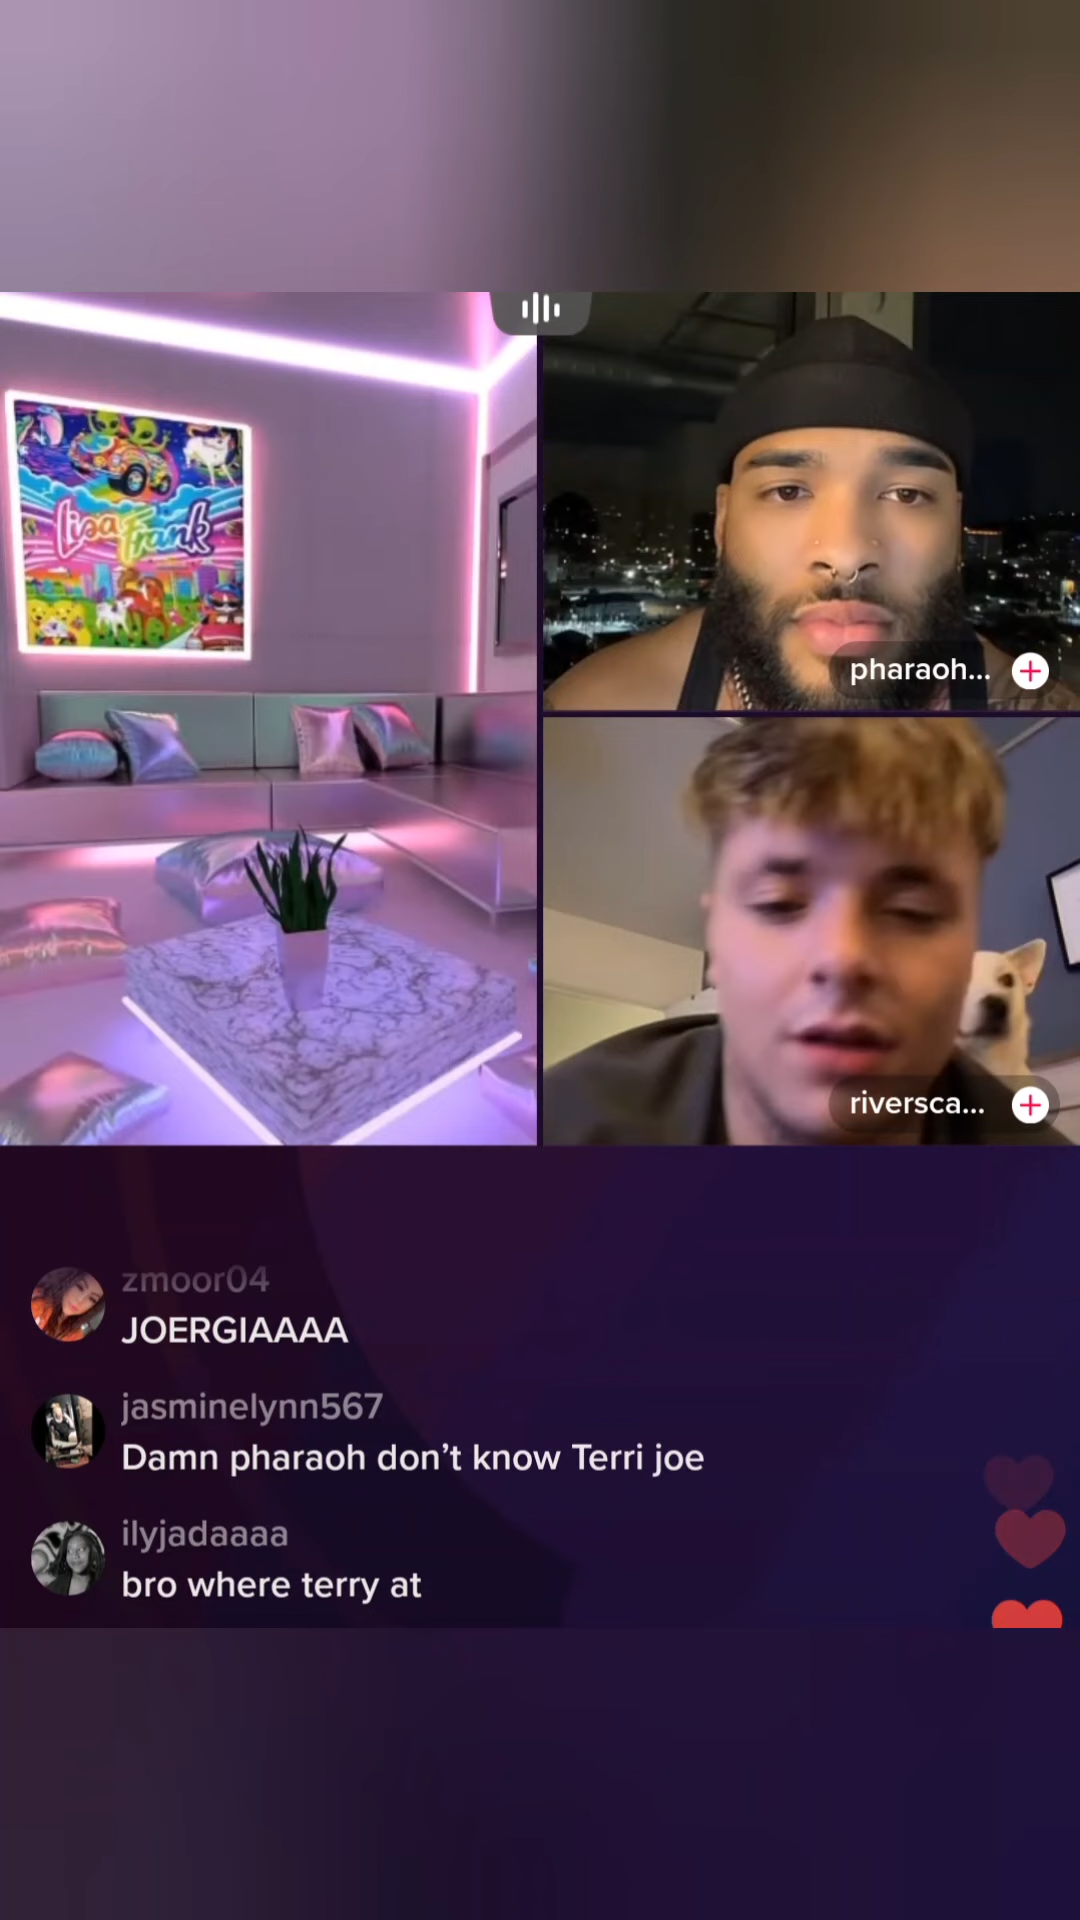 Lisa Frank
pharaoh...
riversca...
zmoor04
JOERGIAAAA
jasminelynn567
Damn pharaoh don’t know Terri joe
ilyjadaaaa
bro where terry at